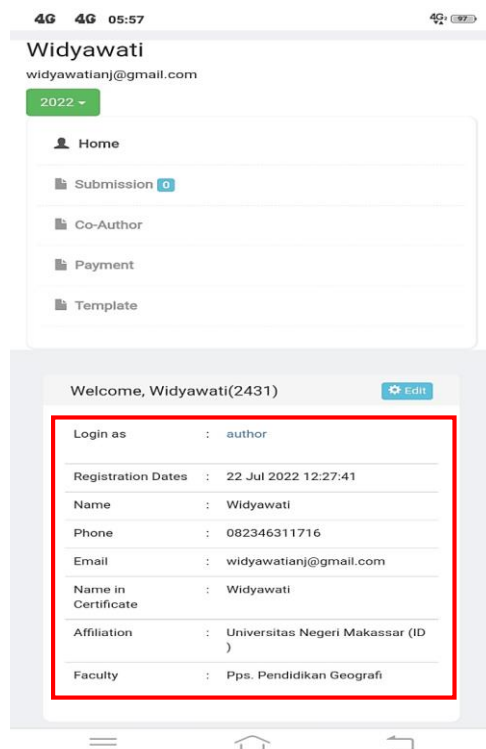 4G 4G 05:57 4G 97
Widyawati
widyawatianj@gmail.com
2022
Home
Submission 0
Co-Author
Payment
Template
Welcome, Widyawati(2431) Edit
Login as : author
Registration Dates : 22 Jul 2022 12:27:41
Name : Widyawati
Phone : 082346311716
Email : widyawatianj@gmail.com
Name in : Widyawati
Certificate
Affiliation : Universitas Negeri Makassar (ID
)
Faculty : Pps. Pendidikan Geografi